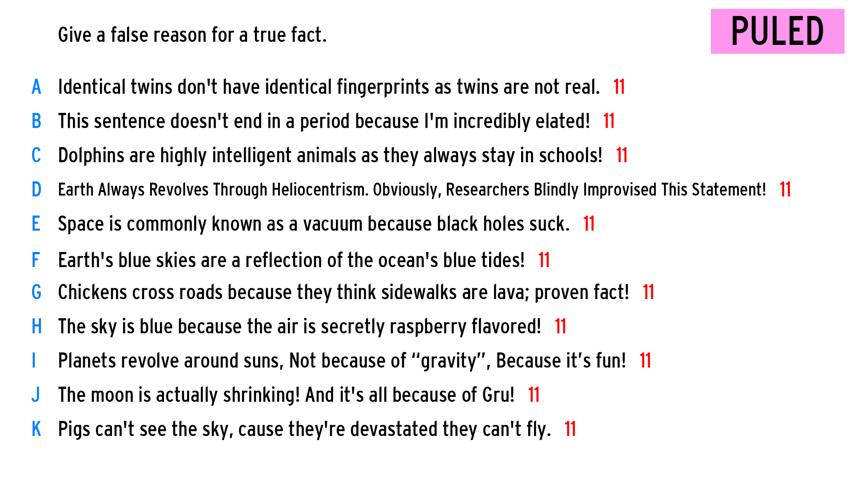 Give a false reason for a true fact.
PULED
A Identical twins don't have identical fingerprints as twins are not real. 11
B This sentence doesn't end in a period because I'm incredibly elated! 11
C Dolphins are highly intelligent animals as they always stay in schools! 11
D Earth Always Revolves Through Heliocentrism. Obviously, Researchers Blindly Improvised This Statement! 11
E Space is commonly known as a vacuum because black holes suck. 11
F Earth's blue skies are a reflection of the ocean's blue tides! 11
G Chickens cross roads because they think sidewalks are lava; proven fact! 11
H The sky is blue because the air is secretly raspberry flavored! 11
I Planets revolve around suns, Not because of “gravity”, Because it’s fun! 11
J The moon is actually shrinking! And it's all because of Gru! 11
K Pigs can't see the sky, cause they're devastated they can't fly. 11